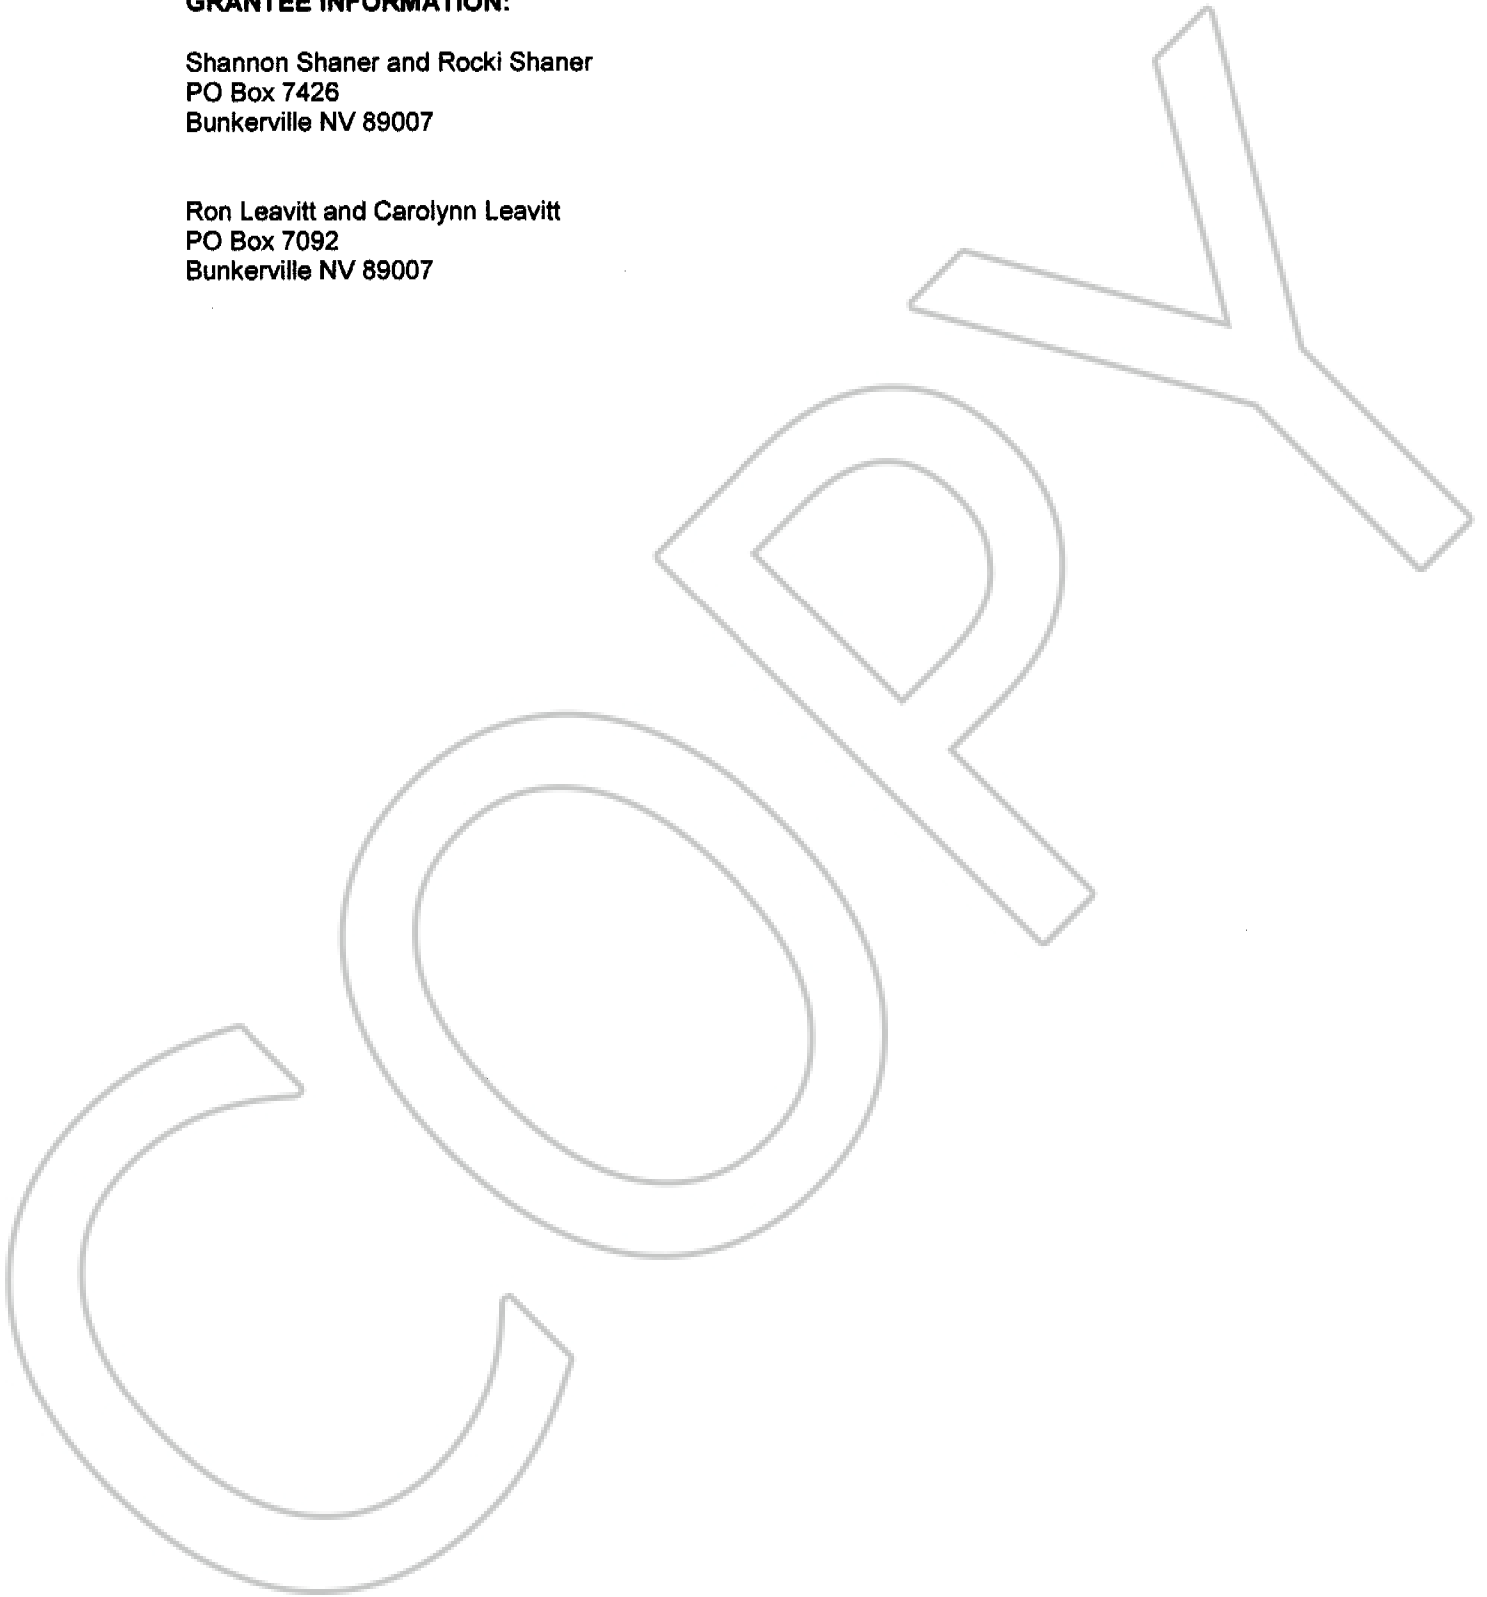 GRANTEE INFORMATION:
Shannon Shaner and Rocki Shaner
PO Box 7426
Bunkerville NV 89007
Ron Leavitt and Carolynn Leavitt
PO Box 7092
Bunkerville NV 89007
COPY